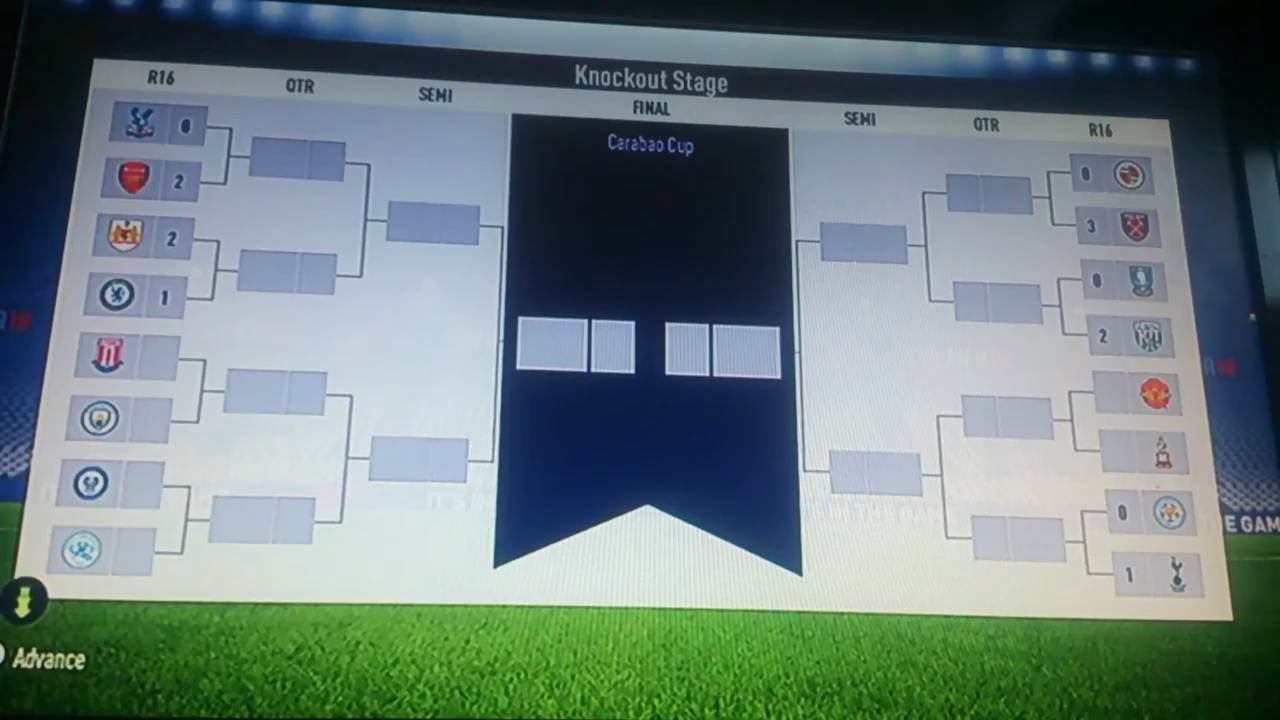 Knockout Stage
R16 QTR SEMI FINAL SEMI QTR R16
Carabao Cup
0
2
2
1
0
3
0
2
0
1
E GAM
Advance